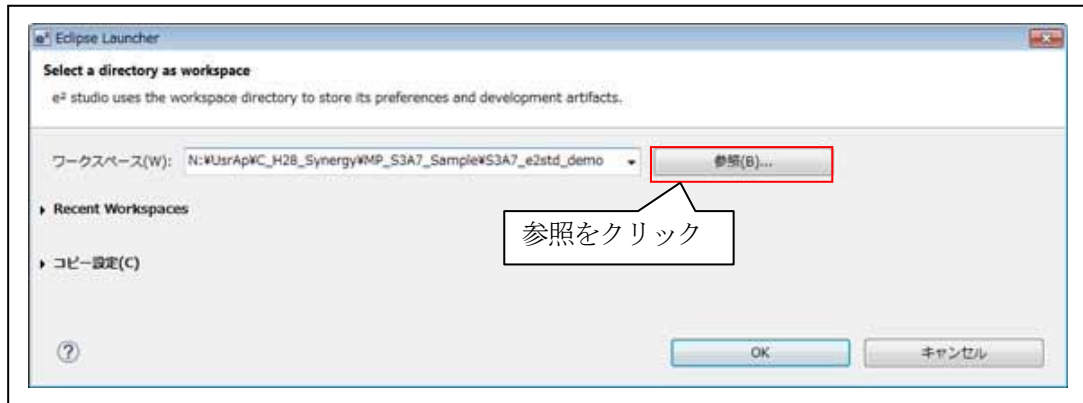 e² Eclipse Launcher
Select a directory as workspace
e² studio uses the workspace directory to store its preferences and development artifacts.
ワークスペース(W): N:¥UsrAp¥C_H28_Synergy¥MP_S3A7_Sample¥S3A7_e2std_demo 参照(B)...
Recent Workspaces
参照をクリック
コピー設定(C)
?
OK キャンセル